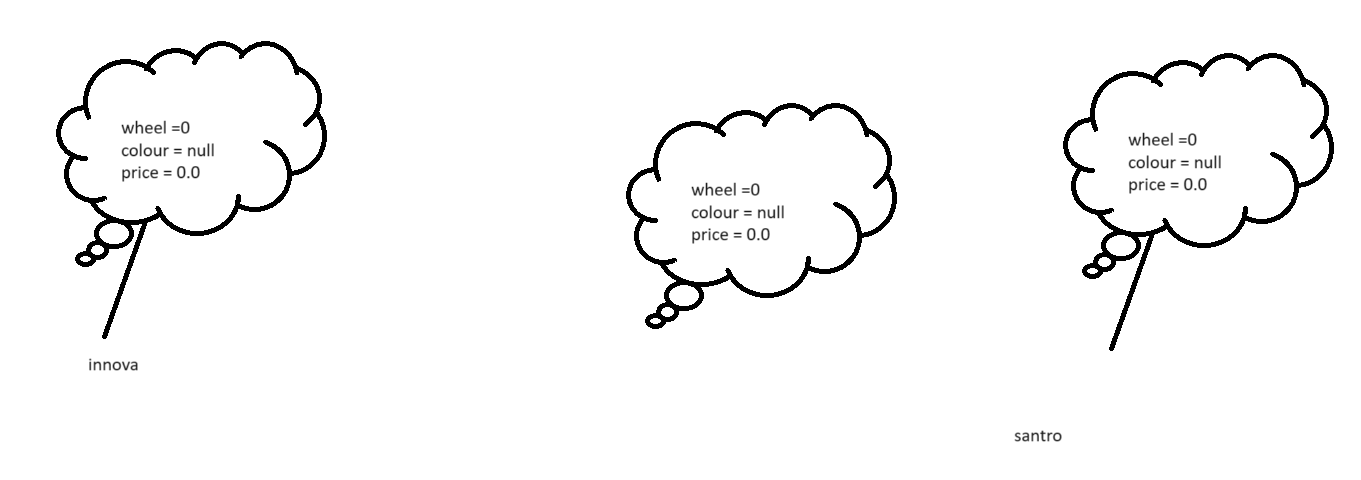 wheel =0
colour = null
price = 0.0
innova
wheel =0
colour = null
price = 0.0
wheel =0
colour = null
price = 0.0
santro